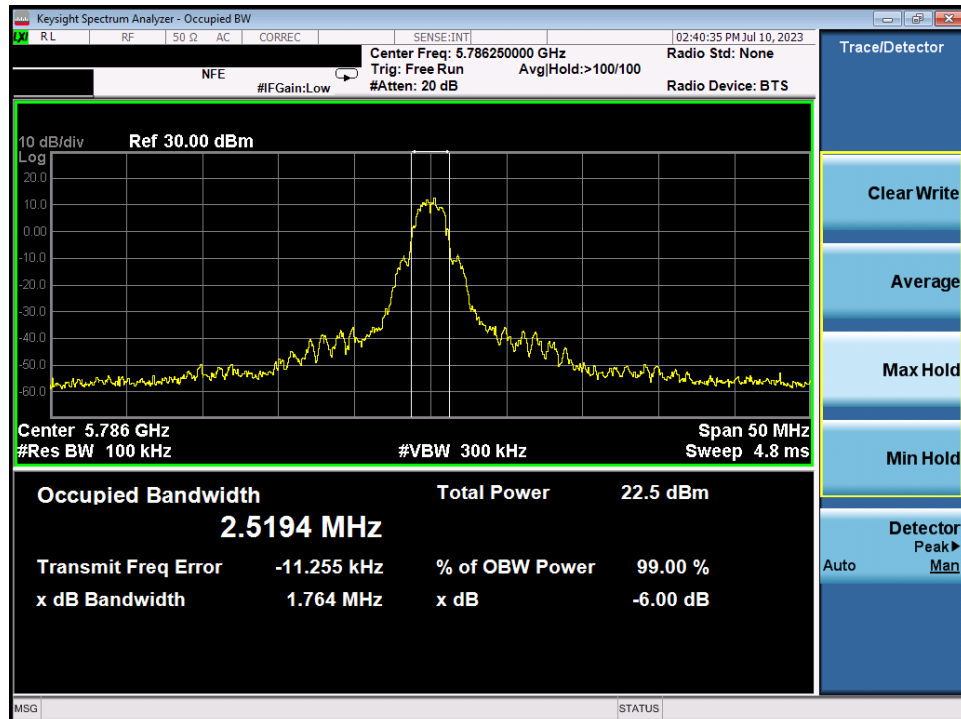 Keysight Spectrum Analyzer - Occupied BW
LXI RL RF 50 Ω AC CORREC SENSE:INT 02:40:35 PM Jul 10, 2023
Center Freq: 5.786250000 GHz Radio Std: None
NFE Trig: Free Run Avg|Hold:>100/100
#IFGain:Low #Atten: 20 dB Radio Device: BTS
10 dB/div Ref 30.00 dBm
Log
20.0
10.0
0.00
-10.0
-20.0
-30.0
-40.0
-50.0
-60.0
Center 5.786 GHz Span 50 MHz
#Res BW 100 kHz #VBW 300 kHz Sweep 4.8 ms
Occupied Bandwidth Total Power 22.5 dBm
2.5194 MHz
Transmit Freq Error -11.255 kHz % of OBW Power 99.00 %
x dB Bandwidth 1.764 MHz x dB -6.00 dB
MSG STATUS
Trace/Detector
Clear Write
Average
Max Hold
Min Hold
Detector
Peak▶
Auto Man